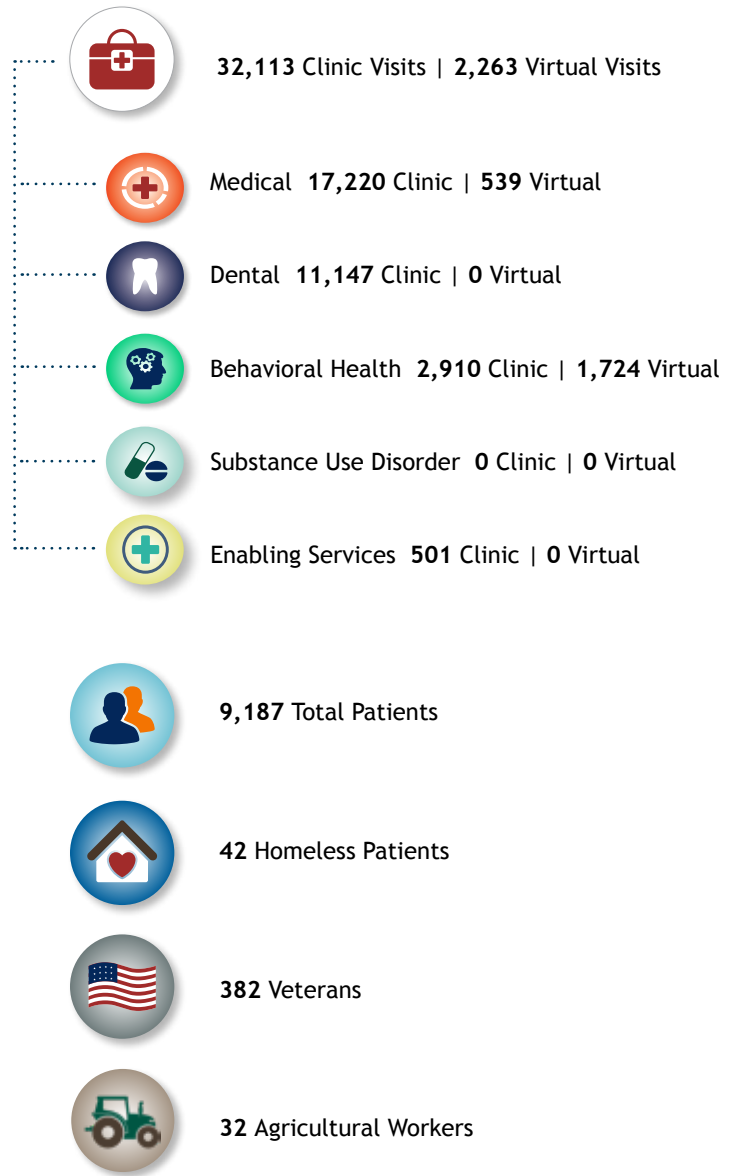 32,113 Clinic Visits | 2,263 Virtual Visits
Medical 17,220 Clinic | 539 Virtual
Dental 11,147 Clinic | 0 Virtual
Behavioral Health 2,910 Clinic | 1,724 Virtual
Substance Use Disorder 0 Clinic | 0 Virtual
Enabling Services 501 Clinic | 0 Virtual
9,187 Total Patients
42 Homeless Patients
382 Veterans
32 Agricultural Workers